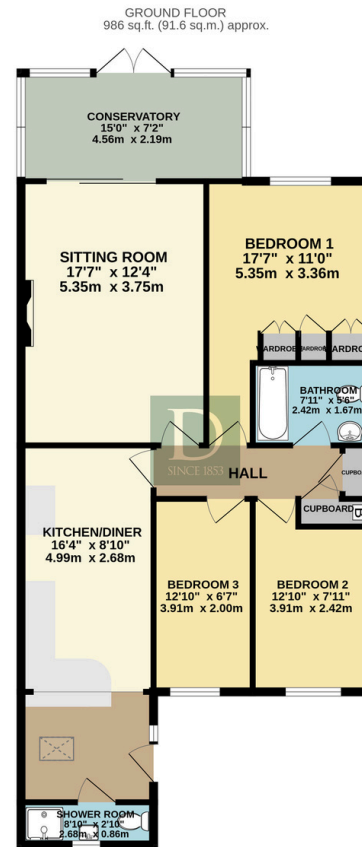 GROUND FLOOR
986 sq.ft. (91.6 sq.m.) approx.
CONSERVATORY
15'0" x 7'2"
4.56m x 2.19m
SITTING ROOM
17'7" x 12'4"
5.35m x 3.75m
BEDROOM 1
17'7" x 11'0"
5.35m x 3.36m
WARDROBE
WARDROBE
WARDRO
BATHROOM
7'11" x 5'6"
2.42m x 1.67m
D
SINCE 1853
HALL
CUPBOA
CUPBOARD
KITCHEN/DINER
16'4" x 8'10"
4.99m x 2.68m
BEDROOM 3
12'10" x 6'7"
3.91m x 2.00m
BEDROOM 2
12'10" x 7'11"
3.91m x 2.42m
SHOWER ROOM
8'10" x 2'10"
2.68m x 0.86m